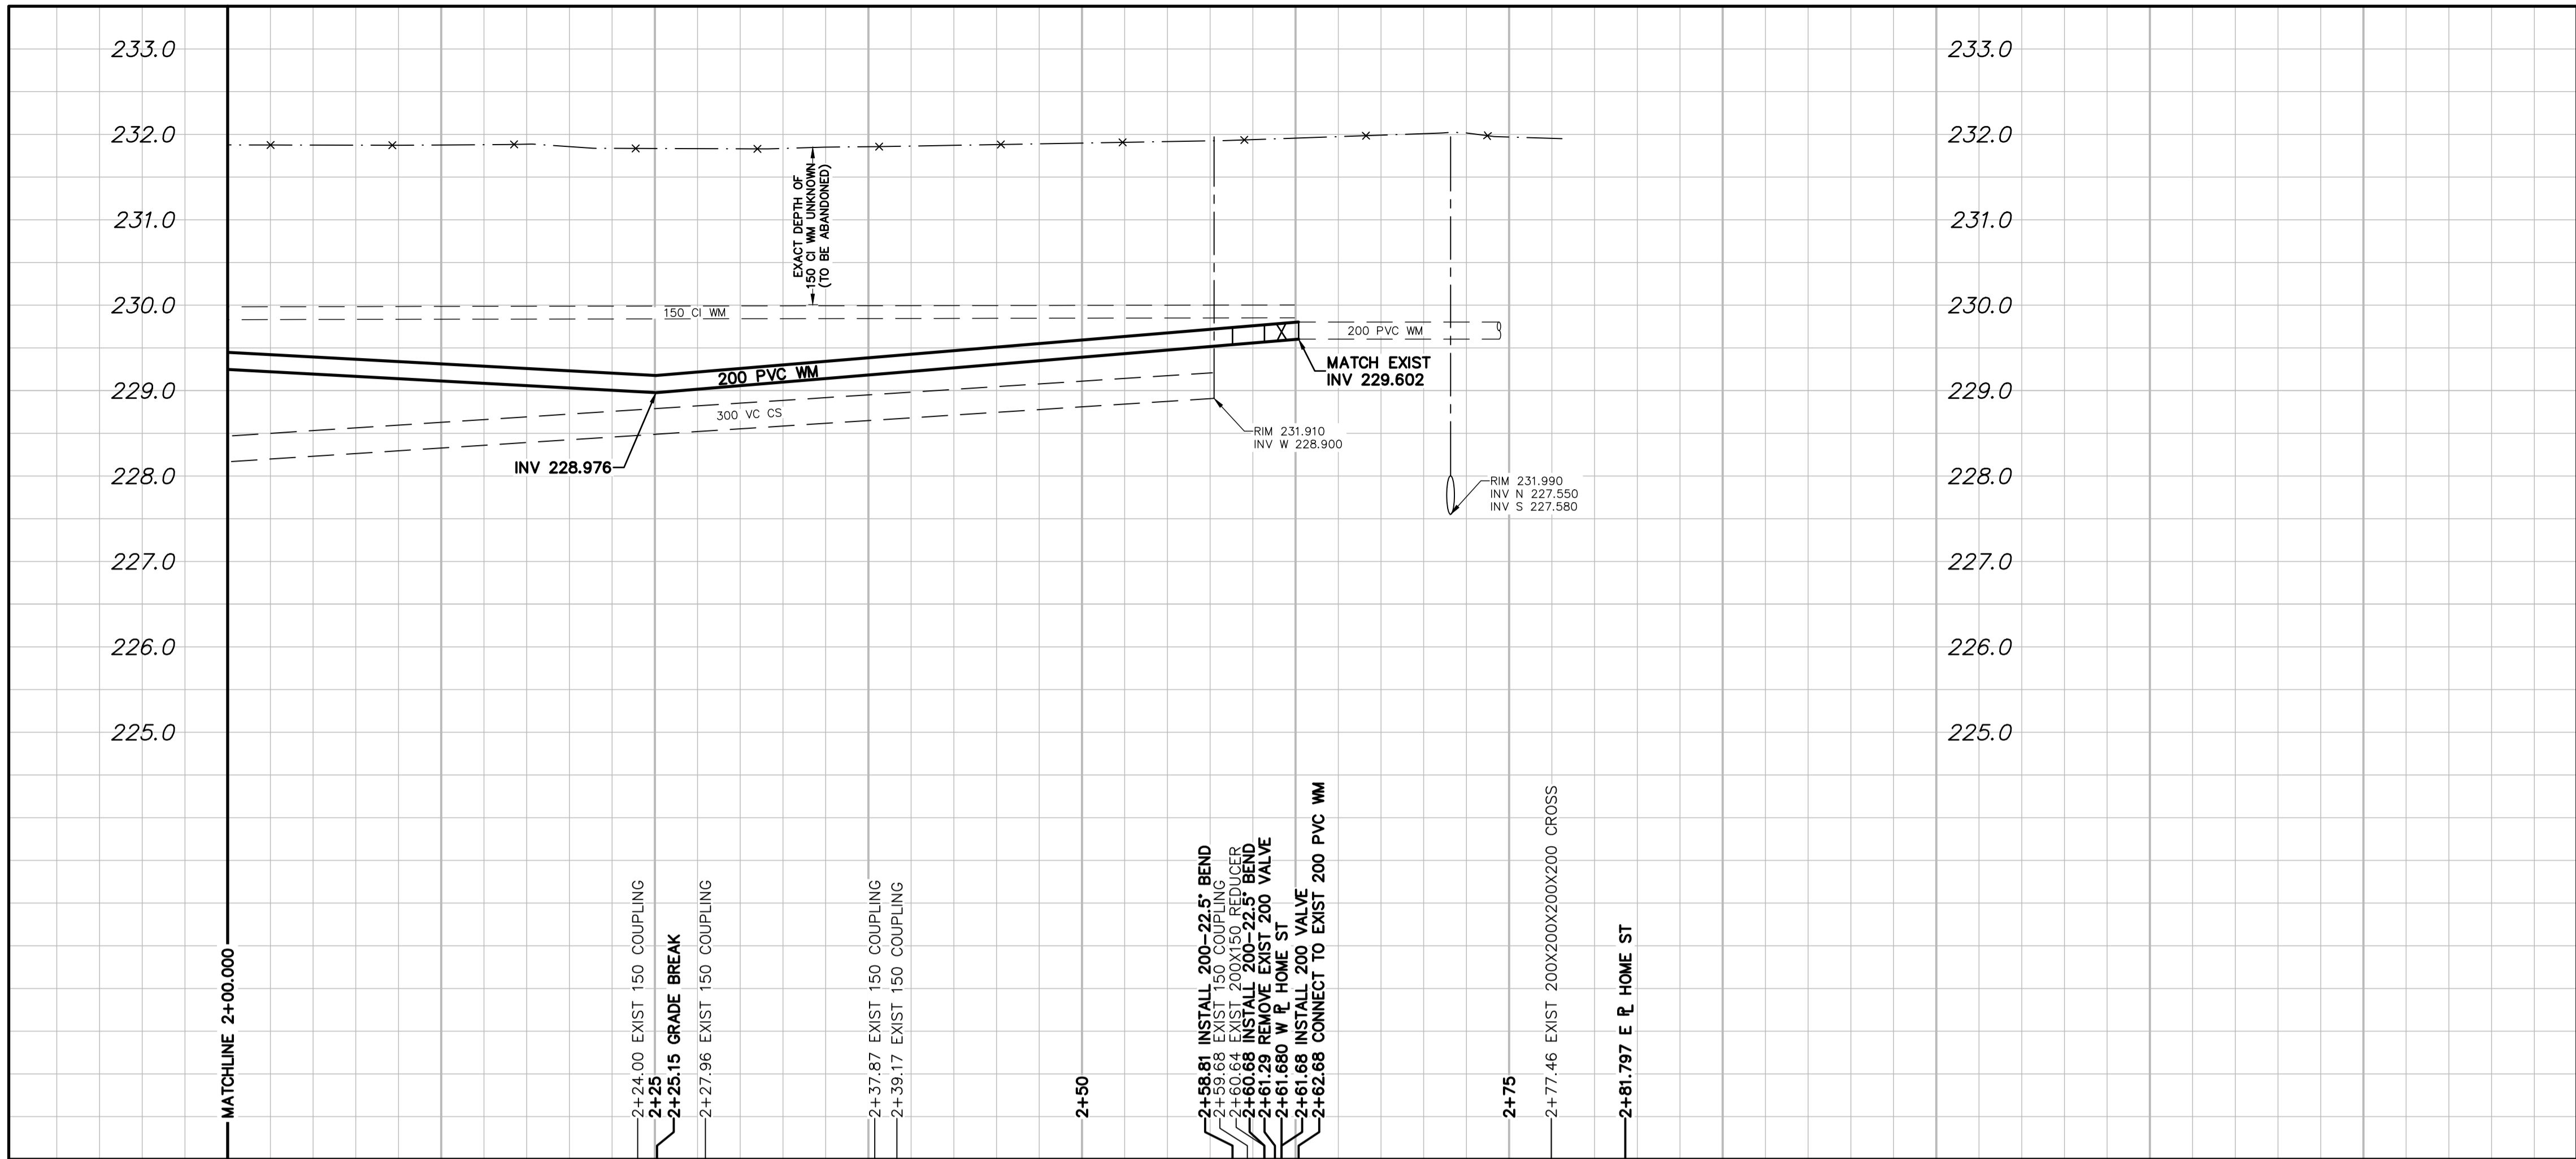 233.0
233.0
232.0
232.0
EXACT DEPTH OF
150 CI WM UNKNOWN
(TO BE ABANDONED)
231.0
231.0
230.0
230.0
150 CI WM
200 PVC WM
MATCH EXIST
INV 229.602
200 PVC WM
229.0
229.0
300 VC CS
RIM 231.910
INV W 228.900
INV 228.976
228.0
228.0
RIM 231.990
INV N 227.550
INV S 227.580
227.0
227.0
226.0
226.0
225.0
225.0
MATCHLINE 2+00.000
2+24.00 EXIST 150 COUPLING
2+25
2+25.15 GRADE BREAK
2+27.96 EXIST 150 COUPLING
2+37.87 EXIST 150 COUPLING
2+39.17 EXIST 150 COUPLING
2+50
2+58.81 INSTALL 200-22.5° BEND
2+59.68 EXIST 150 COUPLING
2+60.64 EXIST 200X150 REDUCER
2+60.68 INSTALL 200-22.5° BEND
2+61.29 REMOVE EXIST 200 VALVE
2+61.680 W PL HOME ST
2+61.68 INSTALL 200 VALVE
2+62.68 CONNECT TO EXIST 200 PVC WM
2+75
2+77.46 EXIST 200X200X200X200 CROSS
2+81.797 E PL HOME ST